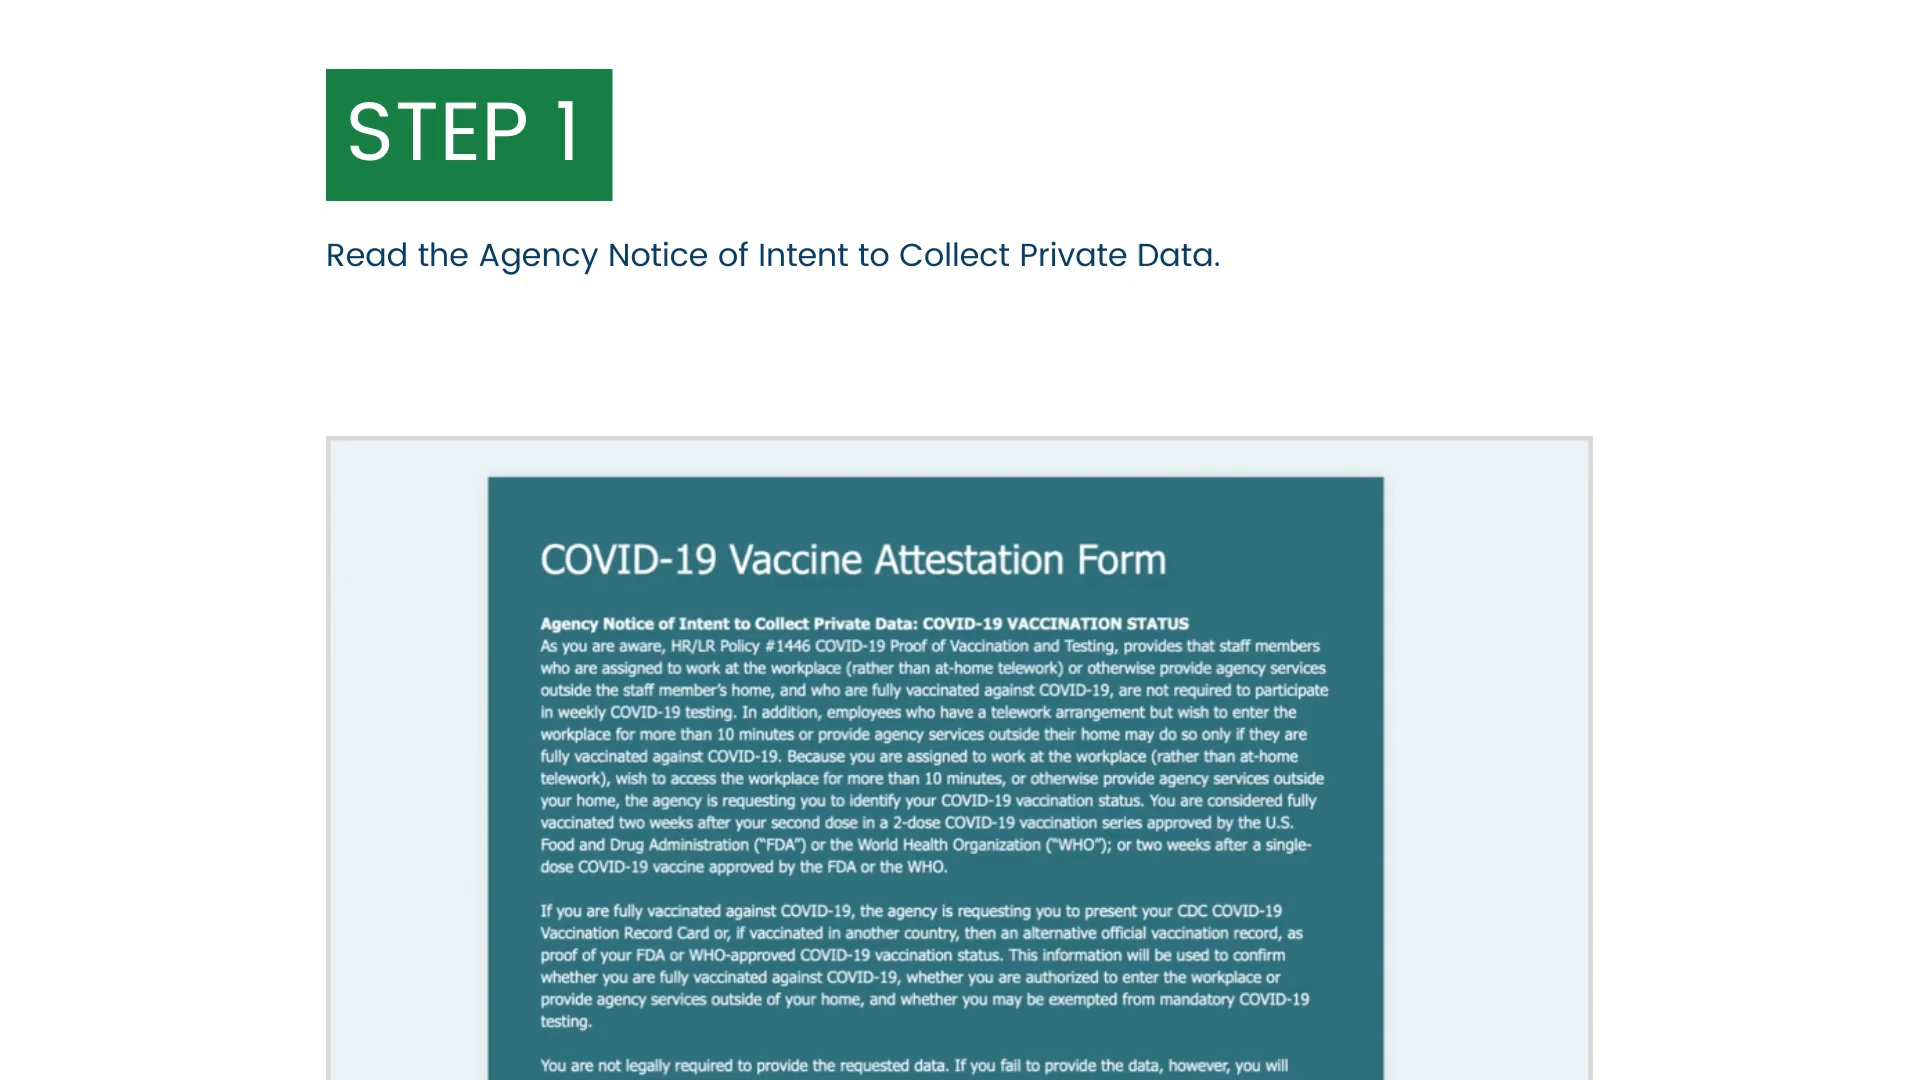 STEP 1
Read the Agency Notice of Intent to Collect Private Data.
COVID-19 Vaccine Attestation Form
Agency Notice of Intent to Collect Private Data: COVID-19 VACCINATION STATUS
As you are aware, HR/LR Policy #1446 COVID-19 Proof of Vaccination and Testing, provides that staff members
who are assigned to work at the workplace (rather than at-home telework) or otherwise provide agency services
outside the staff member's home, and who are fully vaccinated against COVID-19, are not required to participate
in weekly COVID-19 testing. In addition, employees who have a telework arrangement but wish to enter the
workplace for more than 10 minutes or provide agency services outside their home may do so only if they are
fully vaccinated against COVID-19. Because you are assigned to work at the workplace (rather than at-home
telework), wish to access the workplace for more than 10 minutes, or otherwise provide agency services outside
your home, the agency is requesting you to identify your COVID-19 vaccination status. You are considered fully
vaccinated two weeks after your second dose in a 2-dose COVID-19 vaccination series approved by the U.S.
Food and Drug Administration ("FDA") or the World Health Organization ("WHO"); or two weeks after a single-
dose COVID-19 vaccine approved by the FDA or the WHO.
If you are fully vaccinated against COVID-19, the agency is requesting you to present your CDC COVID-19
Vaccination Record Card or, if vaccinated in another country, then an alternative official vaccination record, as
proof of your FDA or WHO-approved COVID-19 vaccination status. This information will be used to confirm
whether you are fully vaccinated against COVID-19, whether you are authorized to enter the workplace or
provide agency services outside of your home, and whether you may be exempted from mandatory COVID-19
testing.
You are not legally required to provide the requested data. If you fail to provide the data, however, you will